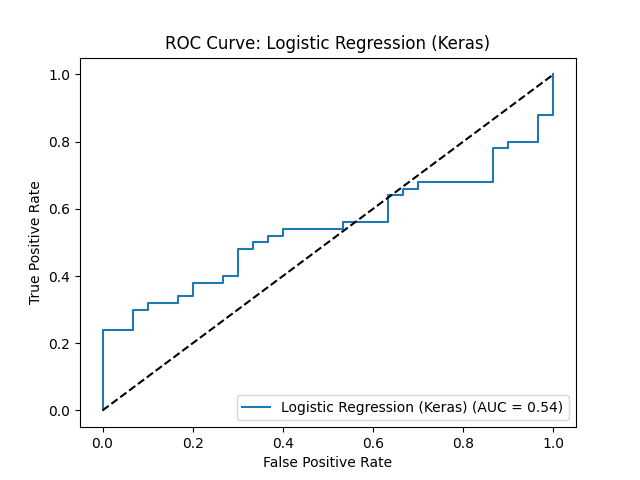 ROC Curve: Logistic Regression (Keras)
1.0
0.8
0.6
0.4
0.2
0.0
True Positive Rate
Logistic Regression (Keras) (AUC = 0.54)
0.0 0.2 0.4 0.6 0.8 1.0
False Positive Rate